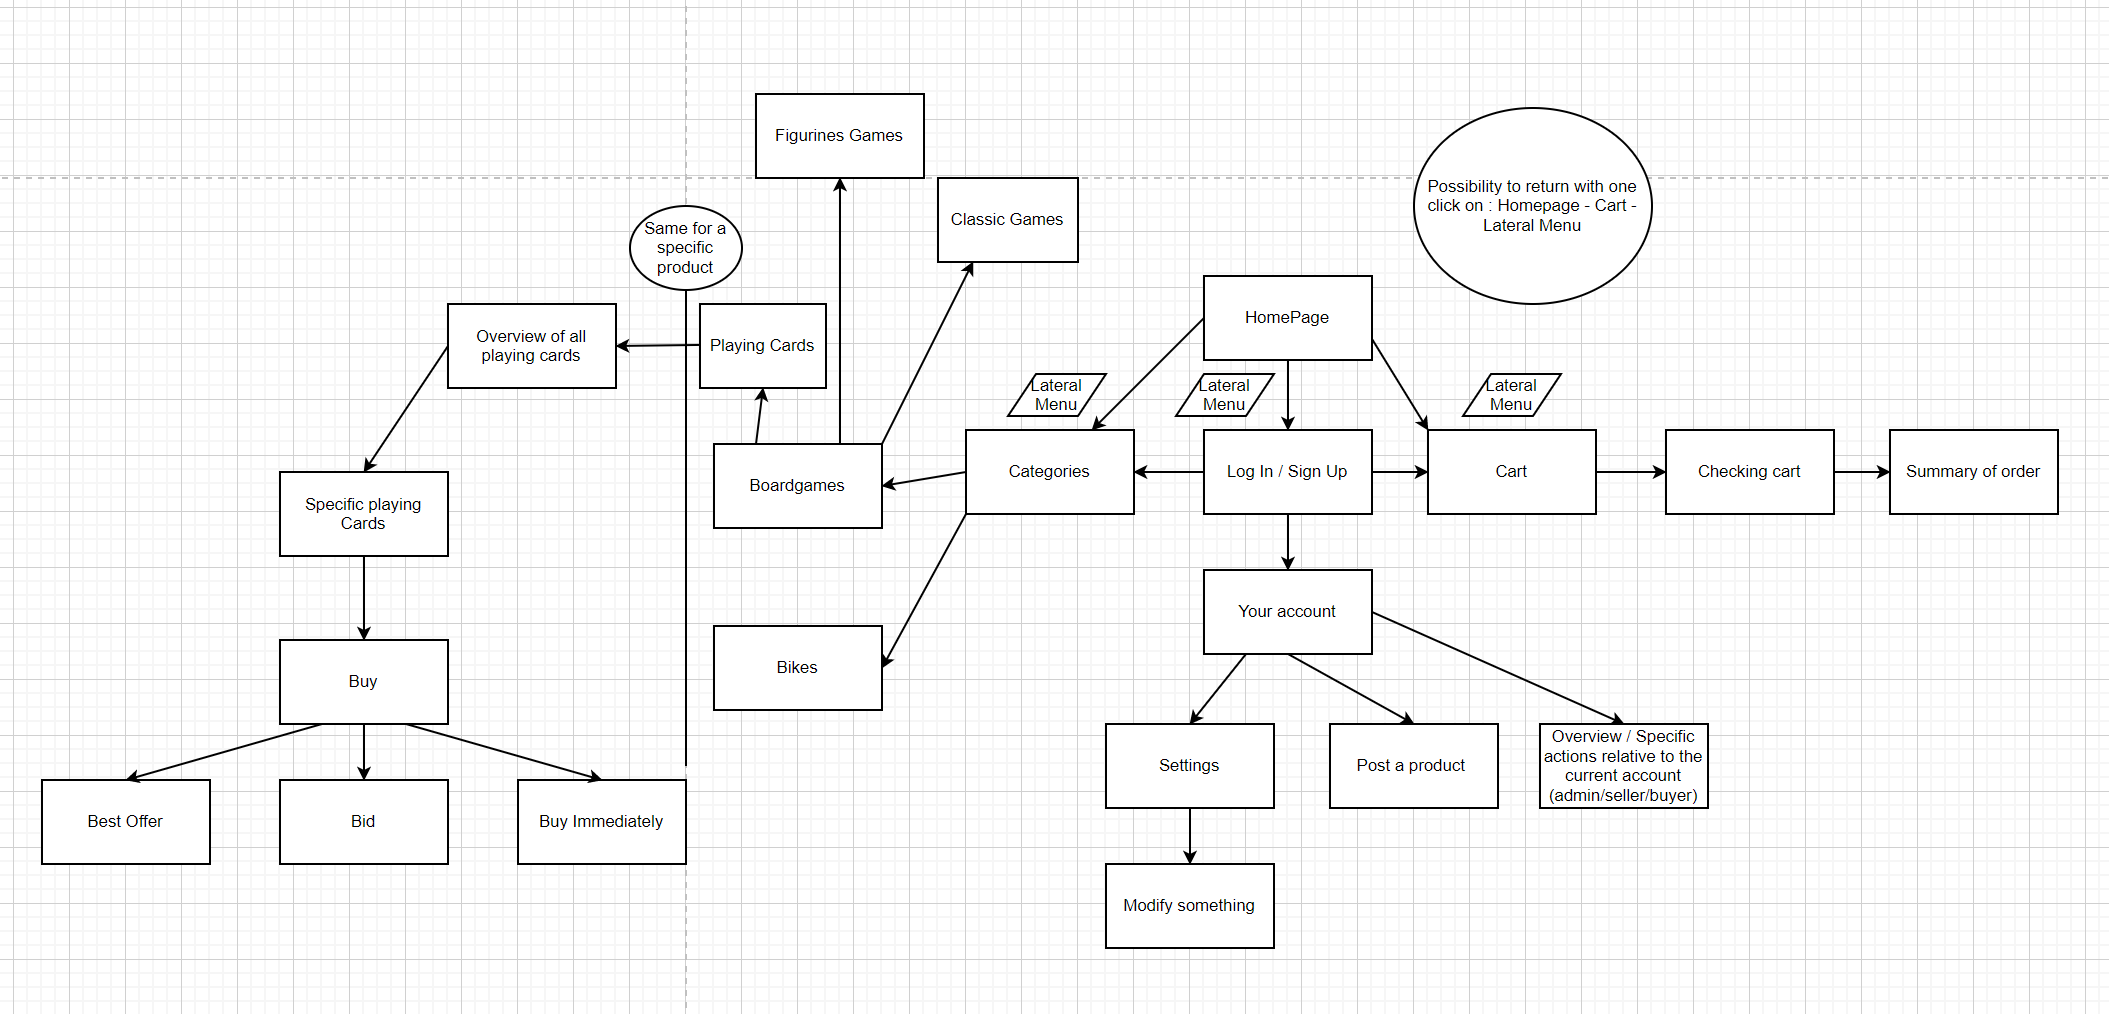 Figurines Games
Possibility to return with one
click on : Homepage - Cart -
Lateral Menu
Classic Games
Same for a
specific
product
HomePage
Overview of all
playing cards
Playing Cards
Lateral
Menu
Lateral
Menu
Lateral
Menu
Categories
Log In / Sign Up
Cart
Checking cart
Summary of order
Boardgames
Specific playing
Cards
Your account
Bikes
Buy
Settings
Post a product
Overview / Specific
actions relative to the
current account
(admin/seller/buyer)
Best Offer
Bid
Buy Immediately
Modify something